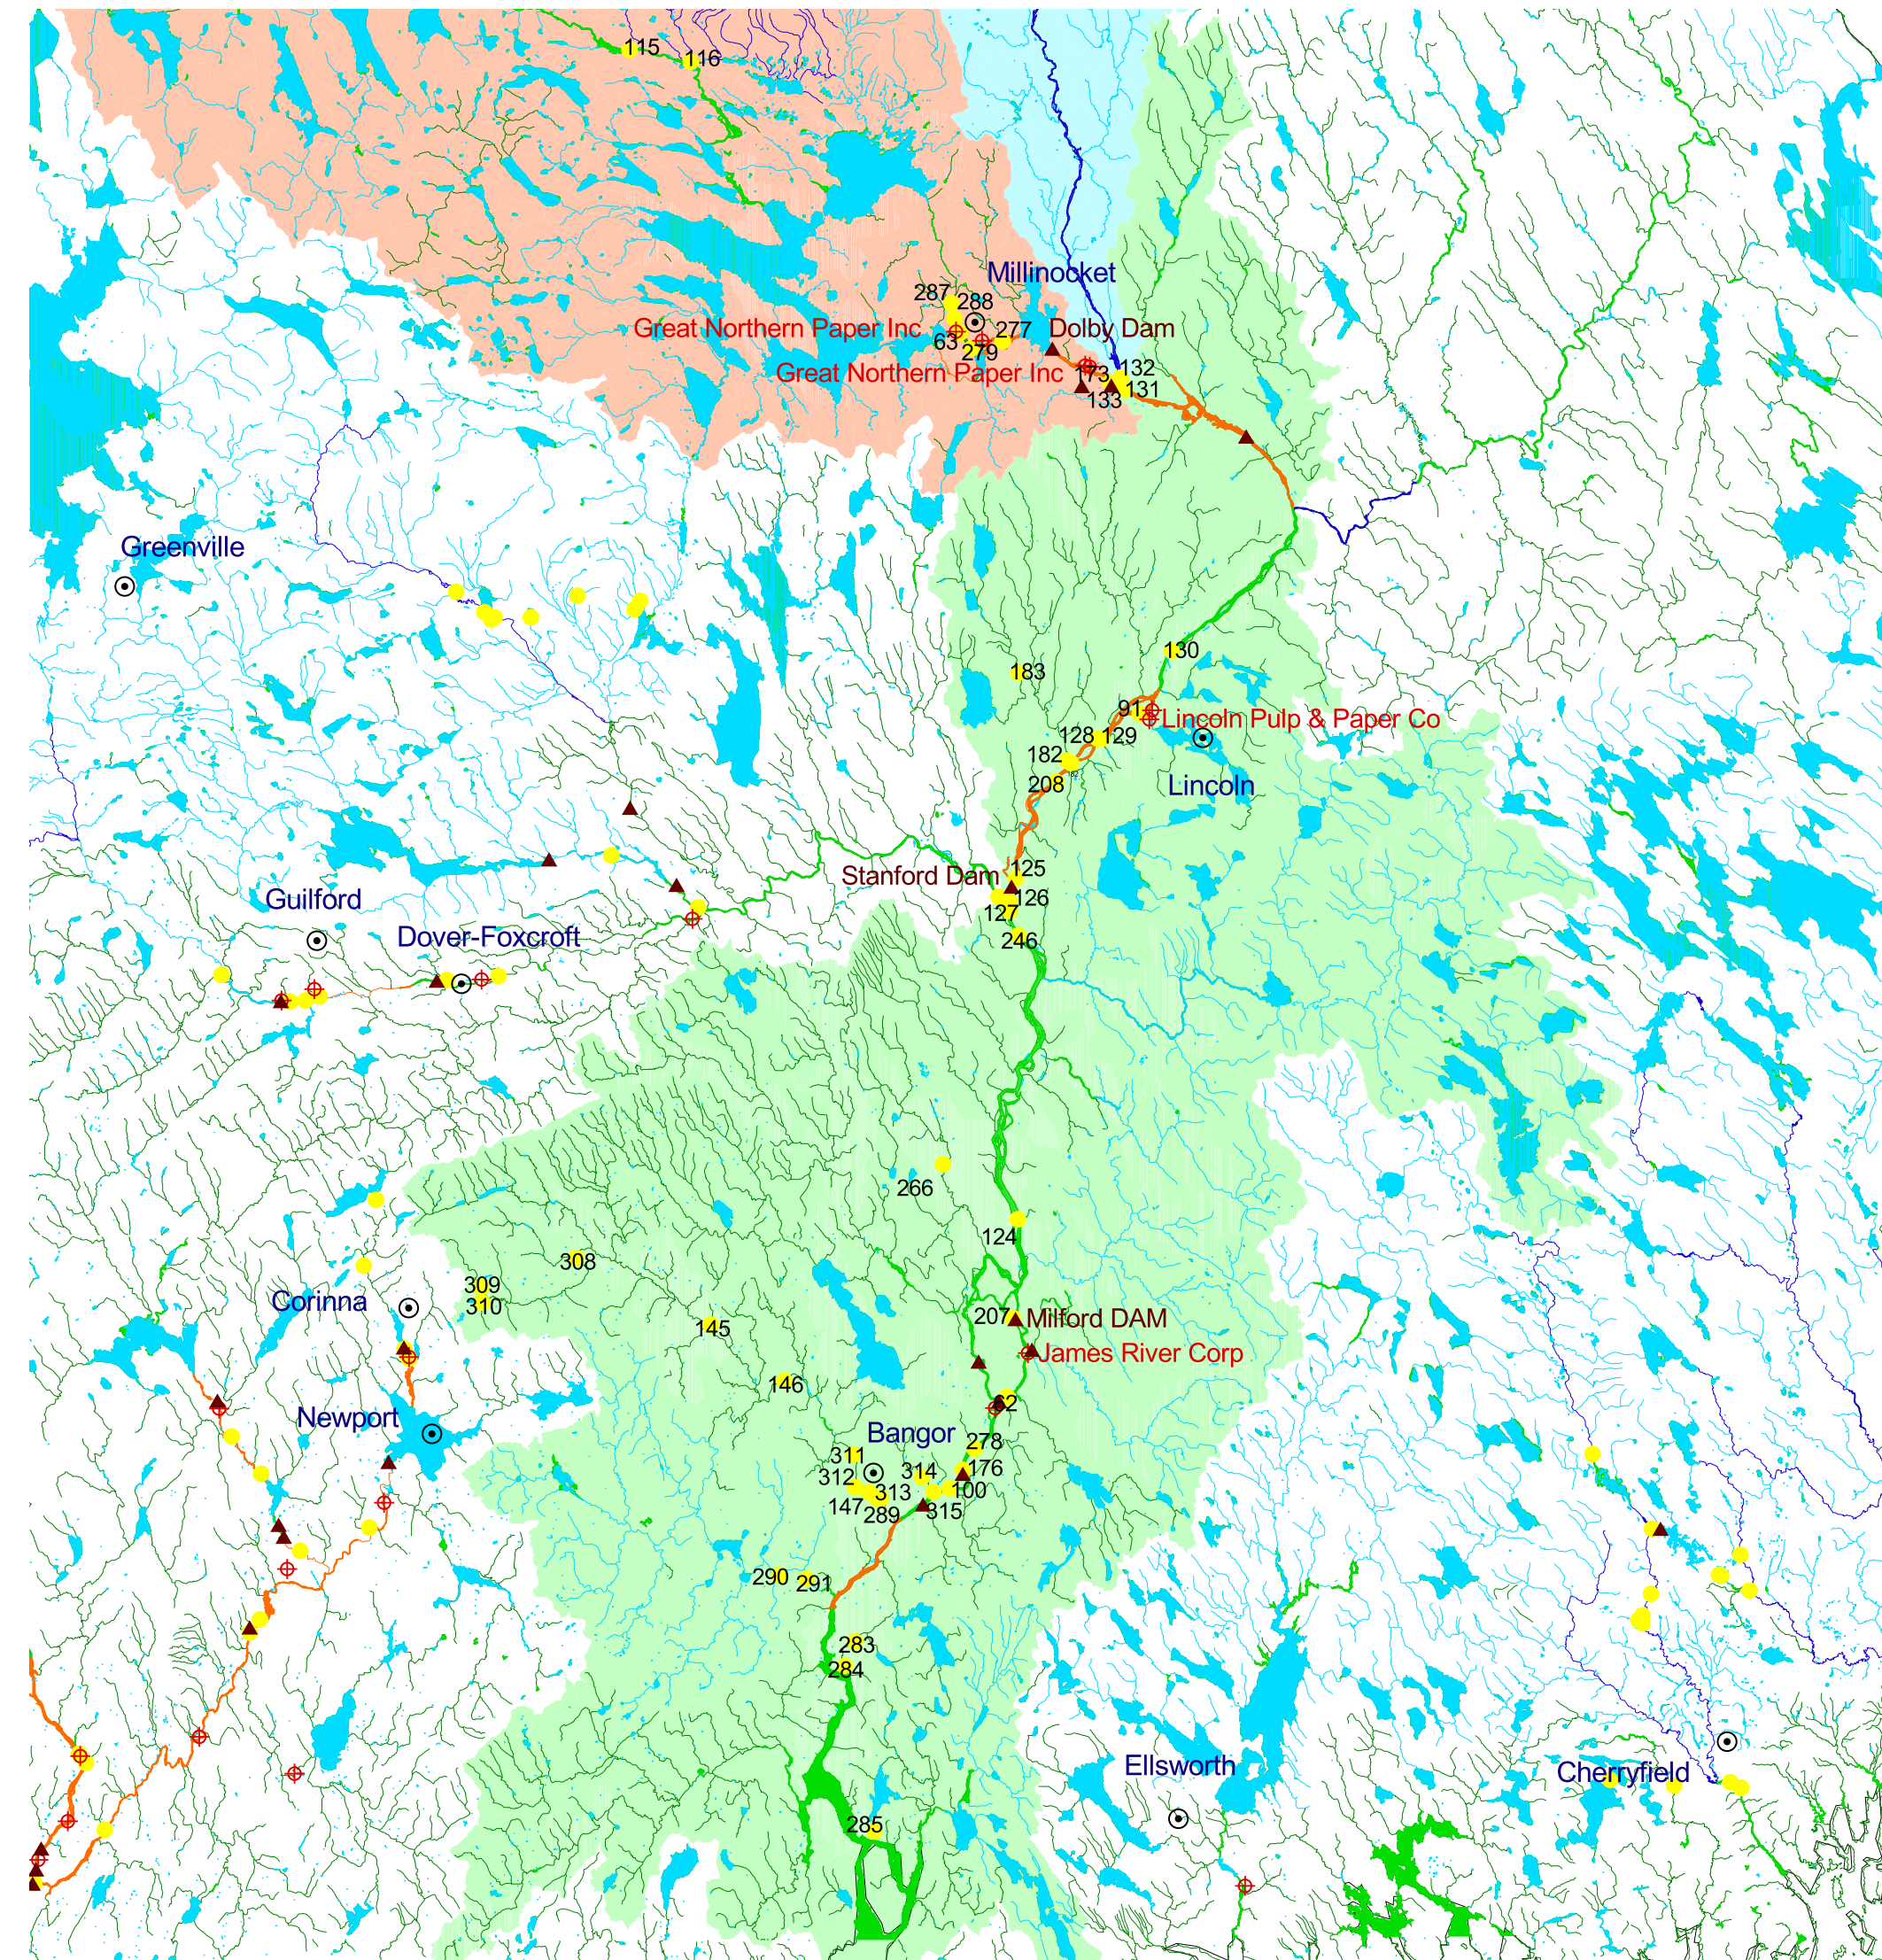 115
116
Millinocket
287
288
Great Northern Paper Inc
277
Dolby Dam
63
279
Great Northern Paper Inc
173
132
133
131
Greenville
130
183
91
Lincoln Pulp & Paper Co
128
129
182
182
208
Lincoln
125
Stanford Dam
Guilford
126
127
Dover-Foxcroft
246
266
124
308
309
Corinna
310
207
Milford DAM
145
James River Corp
146
62
Newport
Bangor
278
311
312
314
176
313
100
147
289
315
290
291
283
284
Ellsworth
Cherryfield
285